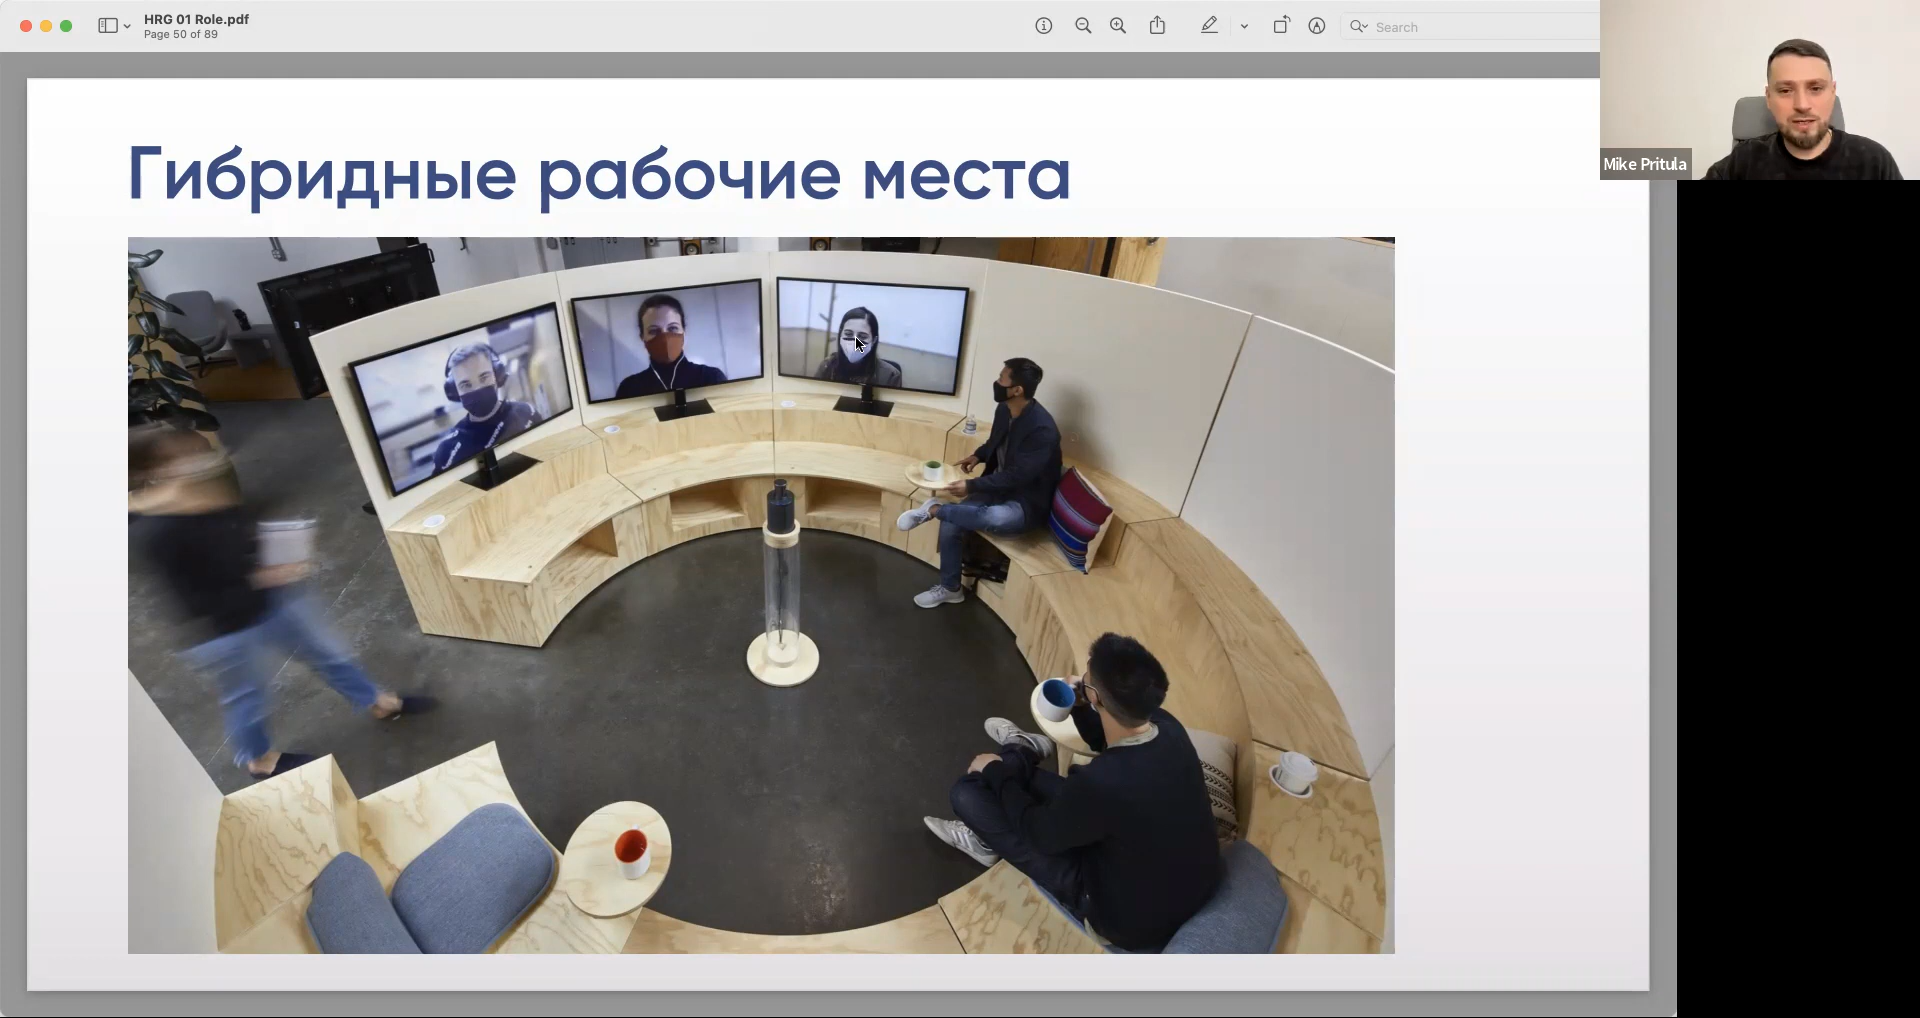 HRG 01 Role.pdf
Page 50 of 89
Search
Mike Pritula
Гибридные рабочие места